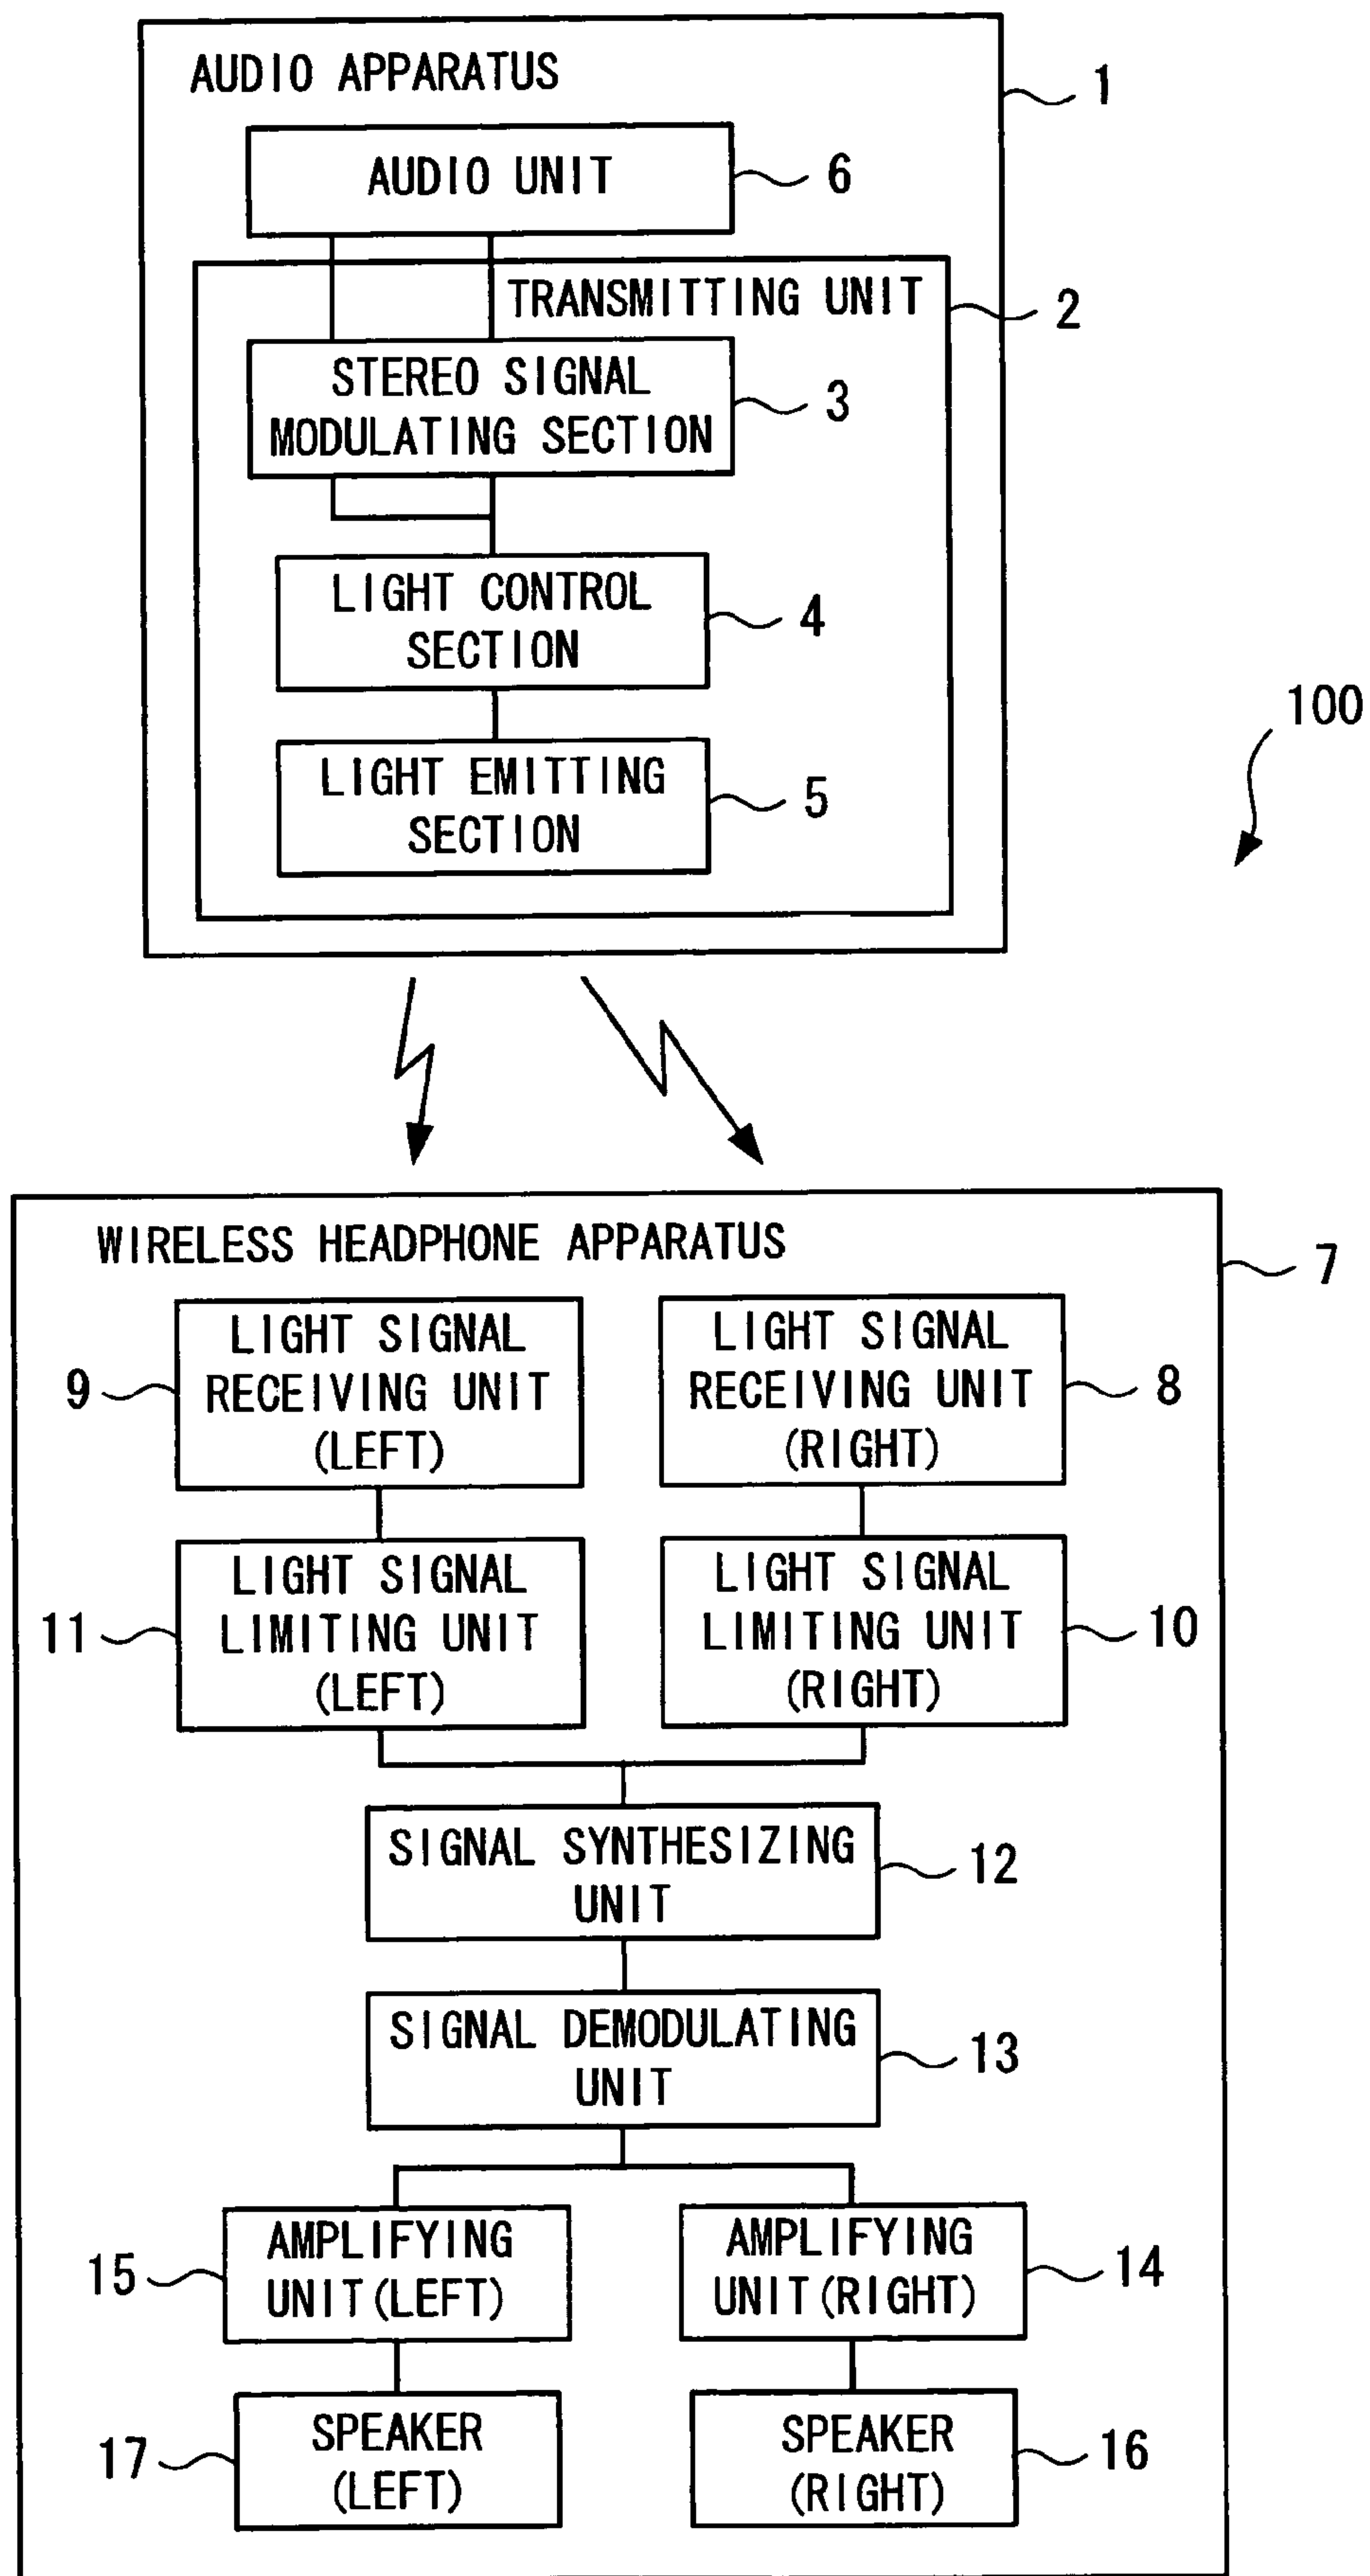 AUDIO APPARATUS
1
AUDIO UNIT
6
TRANSMITTING UNIT
2
STEREO SIGNAL
MODULATING SECTION
3
LIGHT CONTROL
SECTION
4
100
LIGHT EMITTING
SECTION
5
WIRELESS HEADPHONE APPARATUS
7
LIGHT SIGNAL
RECEIVING UNIT
(LEFT)
9
LIGHT SIGNAL
RECEIVING UNIT
(RIGHT)
8
LIGHT SIGNAL
LIMITING UNIT
(LEFT)
11
LIGHT SIGNAL
LIMITING UNIT
(RIGHT)
10
SIGNAL SYNTHESIZING
UNIT
12
SIGNAL DEMODULATING
UNIT
13
AMPLIFYING
UNIT(LEFT)
15
AMPLIFYING
UNIT(RIGHT)
14
SPEAKER
(LEFT)
17
SPEAKER
(RIGHT)
16